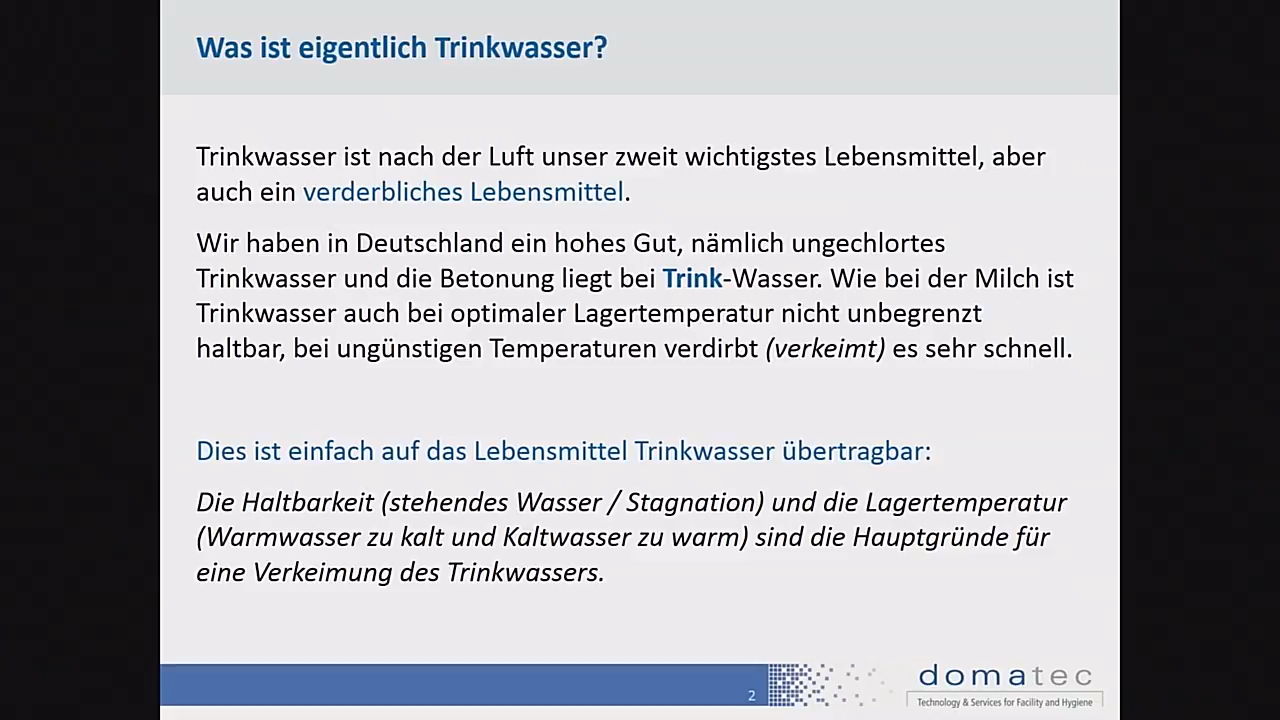 Was ist eigentlich Trinkwasser?
Trinkwasser ist nach der Luft unser zweit wichtigstes Lebensmittel, aber
auch ein verderbliches Lebensmittel.
Wir haben in Deutschland ein hohes Gut, nämlich ungechlortes
Trinkwasser und die Betonung liegt bei Trink-Wasser. Wie bei der Milch ist
Trinkwasser auch bei optimaler Lagertemperatur nicht unbegrenzt
haltbar, bei ungünstigen Temperaturen verdirbt (verkeimt) es sehr schnell.
Dies ist einfach auf das Lebensmittel Trinkwasser übertragbar:
Die Haltbarkeit (stehendes Wasser / Stagnation) und die Lagertemperatur
(Warmwasser zu kalt und Kaltwasser zu warm) sind die Hauptgründe für
eine Verkeimung des Trinkwassers.
2
domatec
Technology & Services for Facility and Hygiene